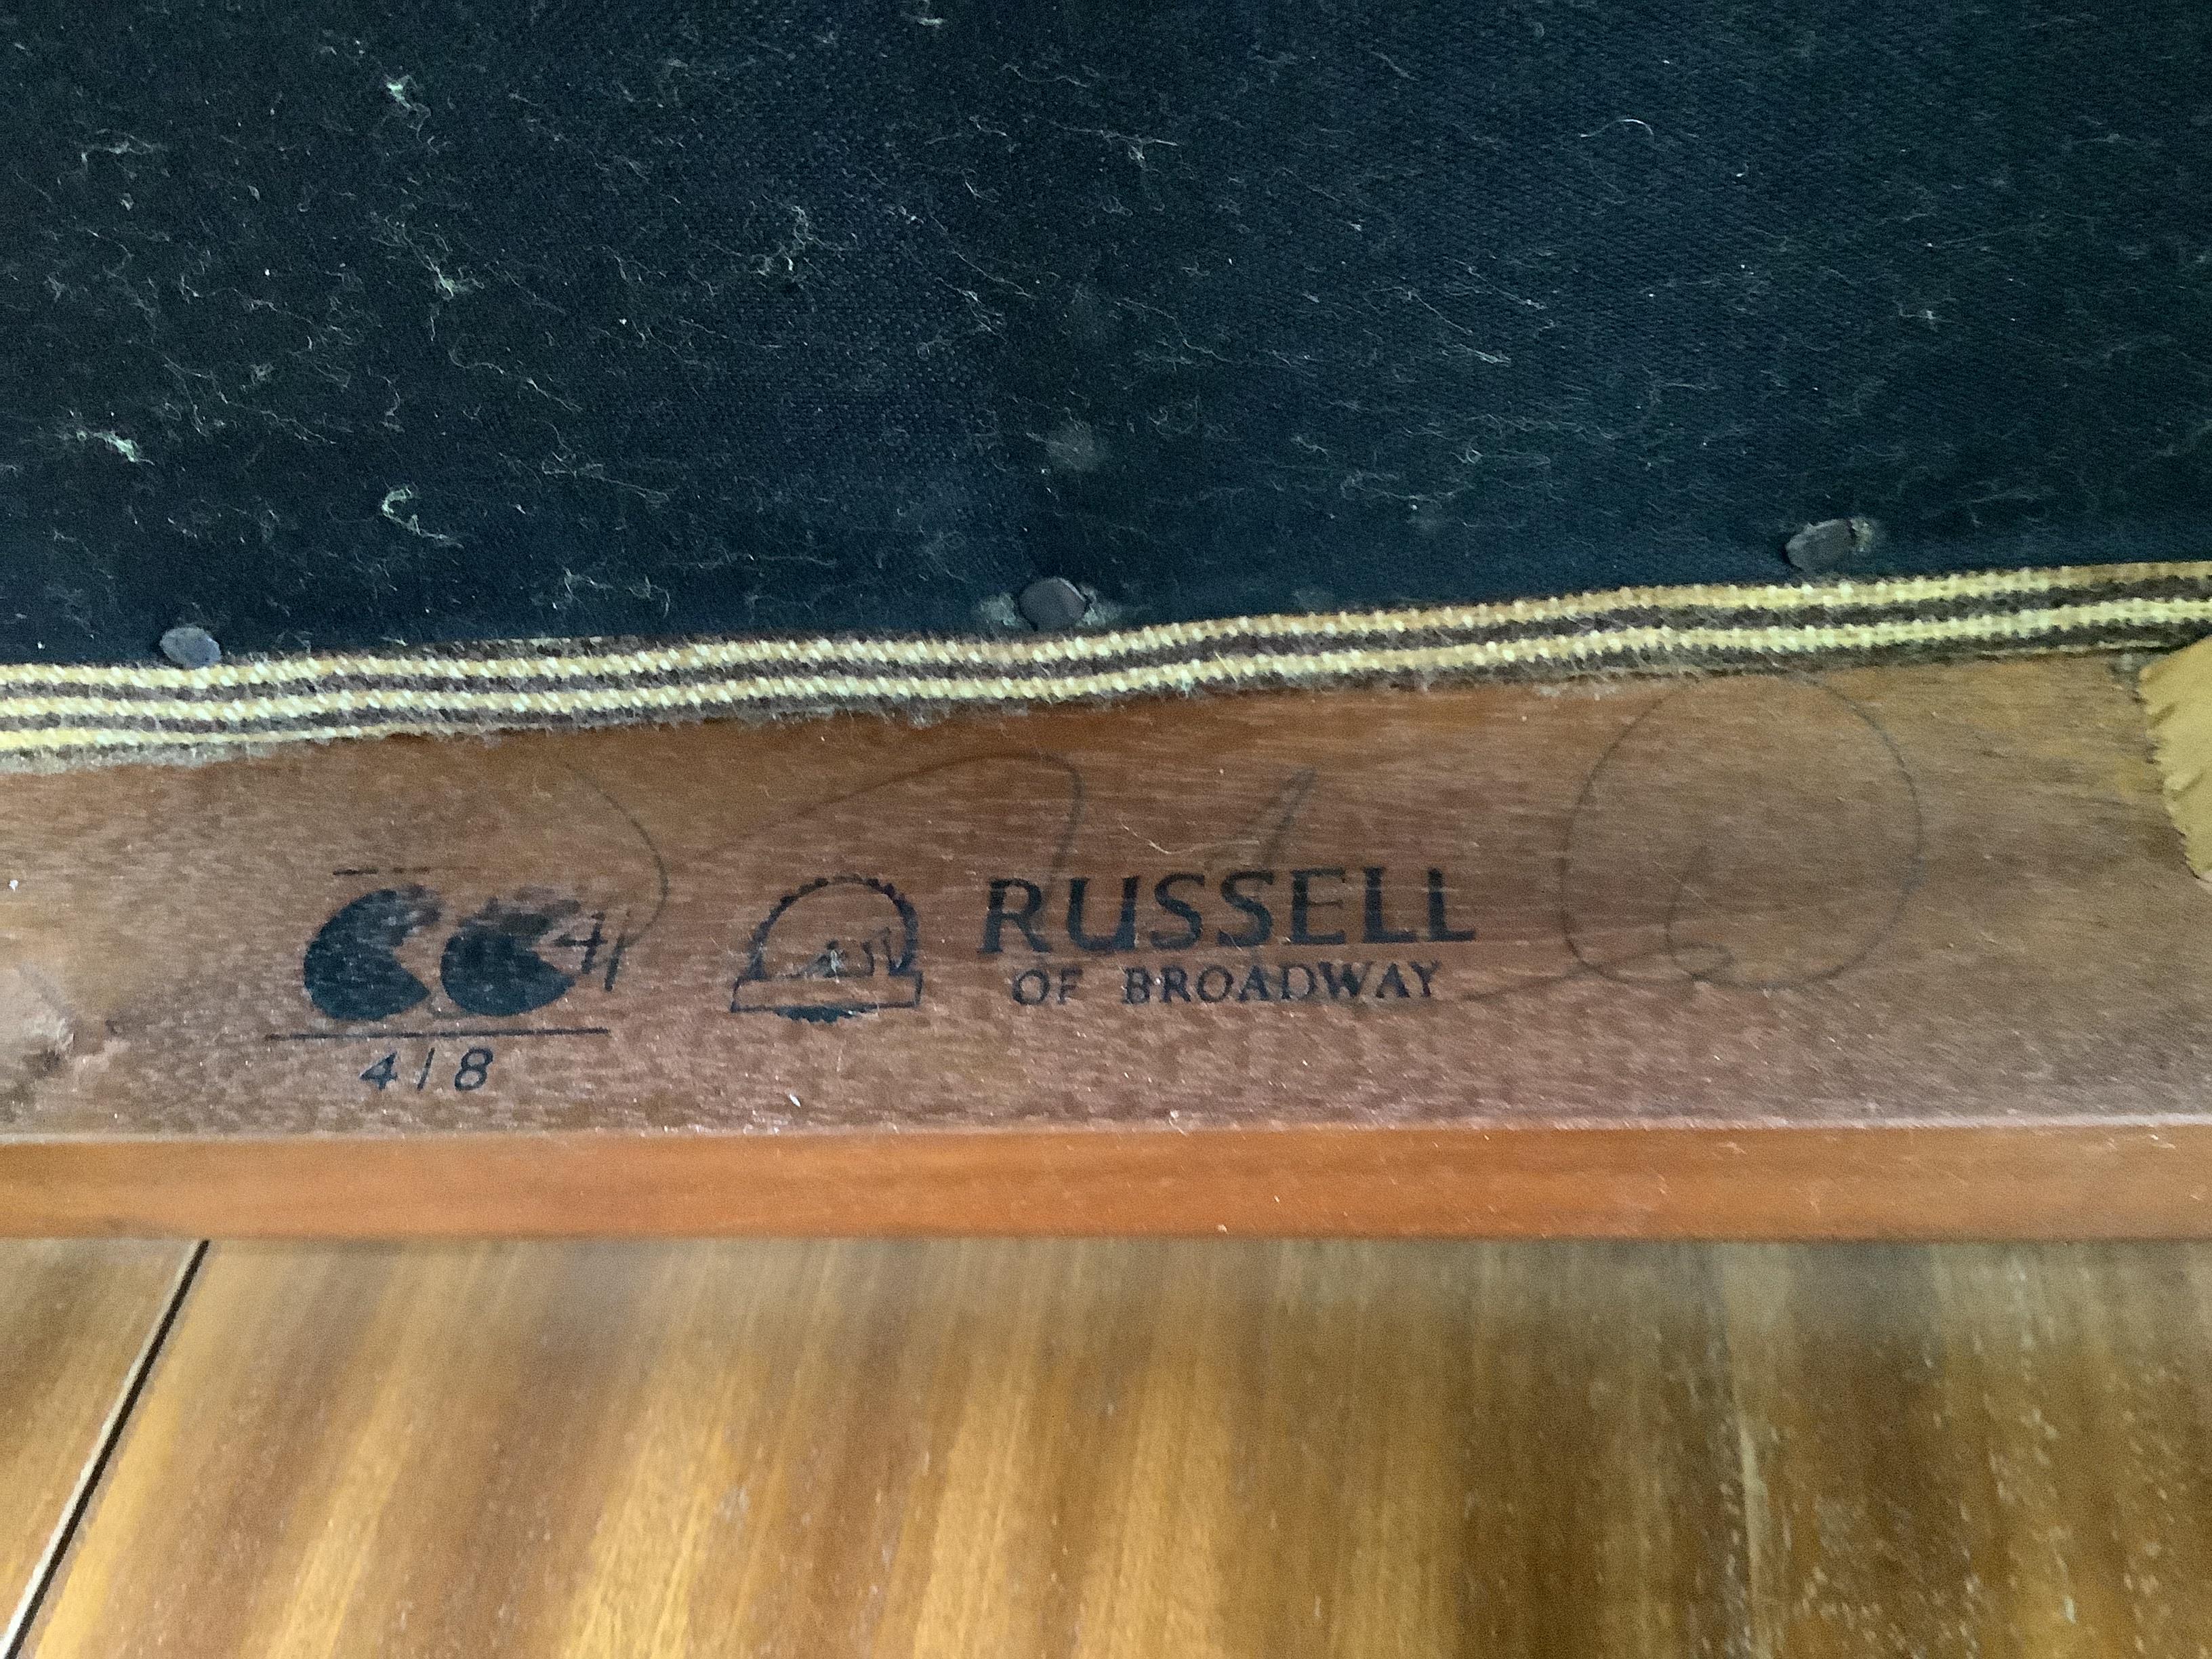 CC41
RUSSELL
OF BROADWAY
418